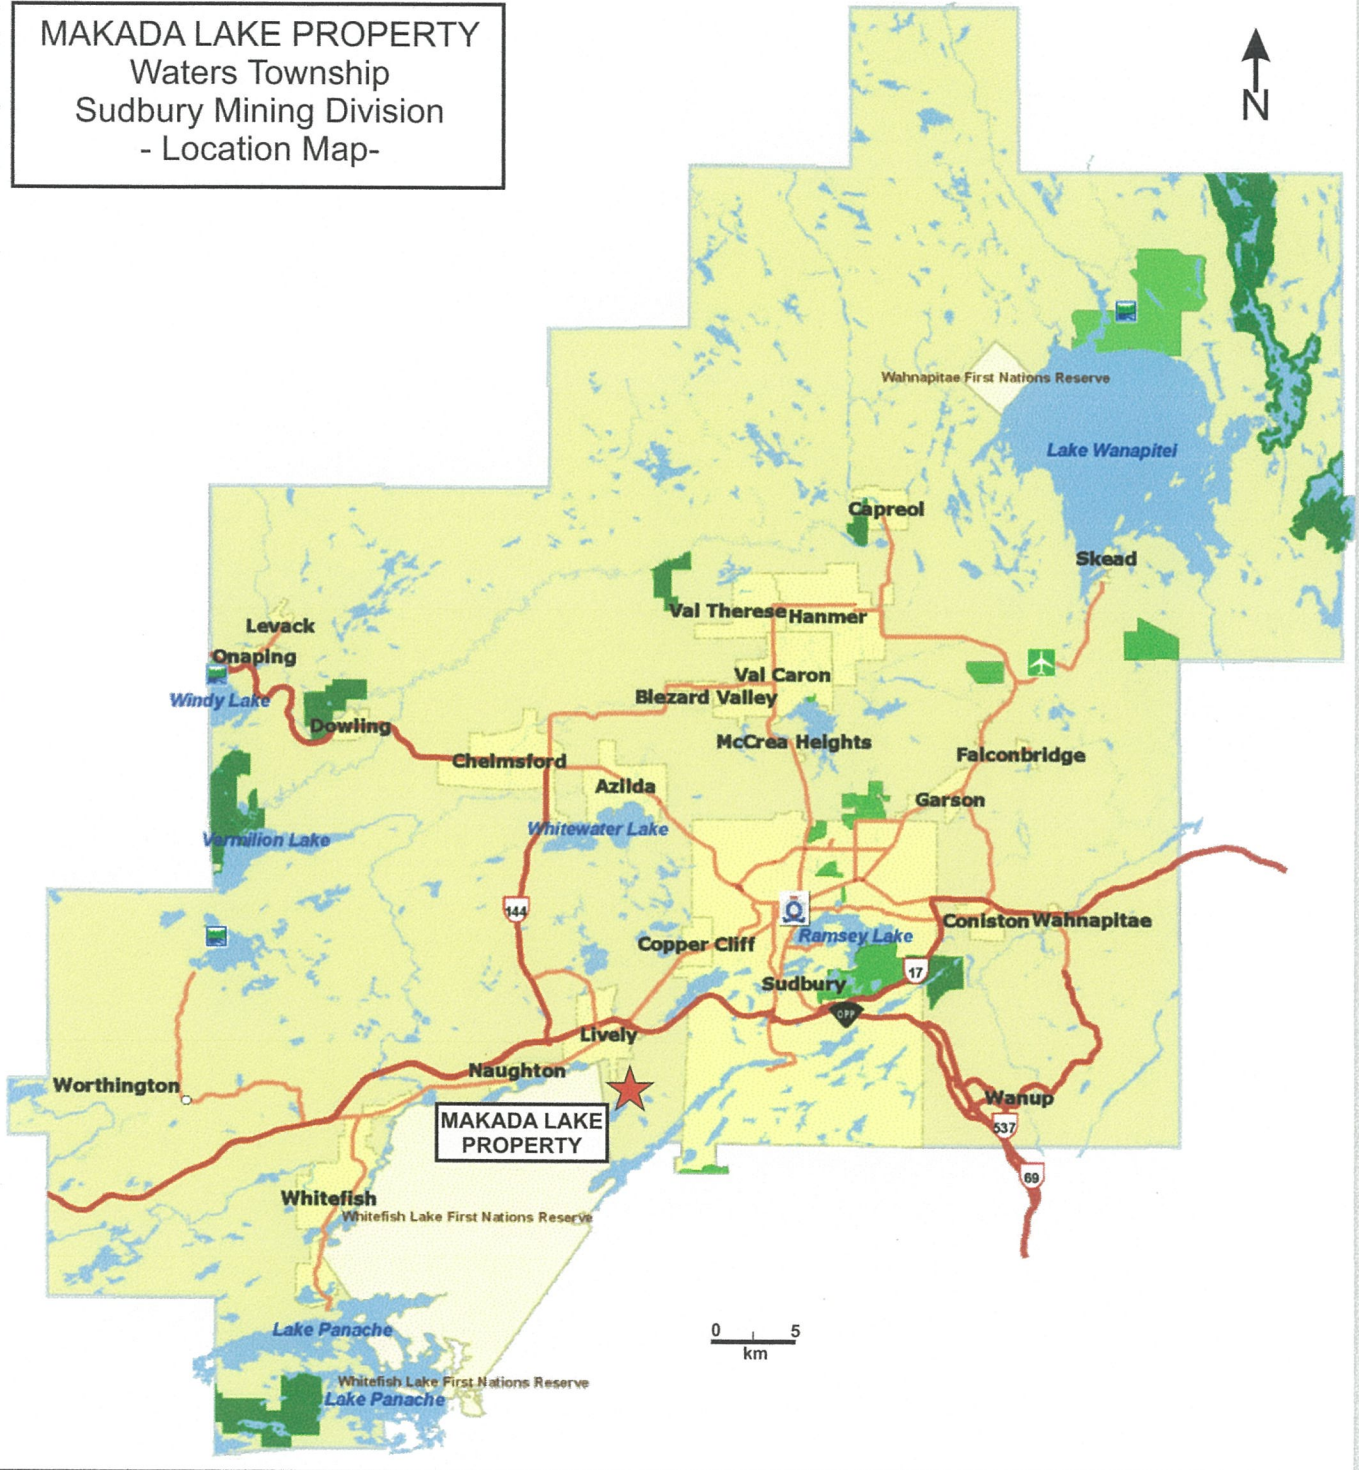 MAKADA LAKE PROPERTY
Waters Township
Sudbury Mining Division
- Location Map-
N
Wahnapitae First Nations Reserve
Lake Wanapitei
Capreol
Skead
Val Therese
Hanmer
Levack
Onaping
Windy Lake
Val Caron
Blezard Valley
Dowling
McCrea Heights
Chelmsford
Falconbridge
Azilda
Garson
Whitewater Lake
Vermilion Lake
144
Coniston
Wahnapitae
Ramsey Lake
Copper Cliff
17
Sudbury
OPP
Lively
Naughton
Worthington
Wanup
MAKADA LAKE
PROPERTY
537
69
Whitefish
Whitefish Lake First Nations Reserve
Lake Panache
0 5
km
Whitefish Lake First Nations Reserve
Lake Panache